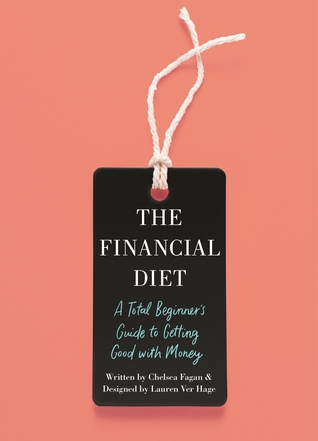 THE
FINANCIAL
DIET
A Total Beginner's
Guide to Getting
Good with Money
Written by Chelsea Fagan &
Designed by Lauren Ver Hage